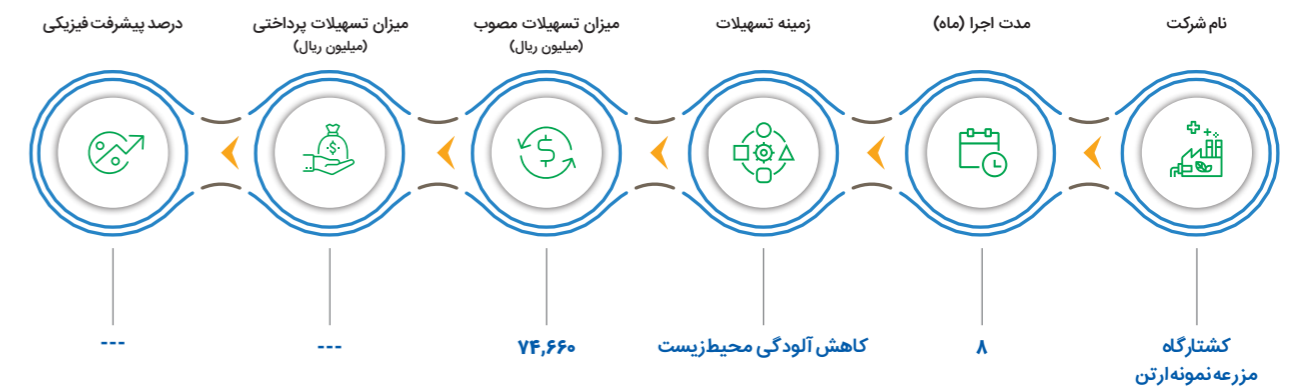 نام شرکت
مدت اجرا (ماه)
زمینه تسهیلات
میزان تسهیلات مصوب
(میلیون ریال)
میزان تسهیلات پرداختی
(میلیون ریال)
درصد پیشرفت فیزیکی
کشتارگاه
مزرعه نمونه ارتن
۸
کاهش آلودگی محیط‌زیست
۷۴,۶۶۰
---
---